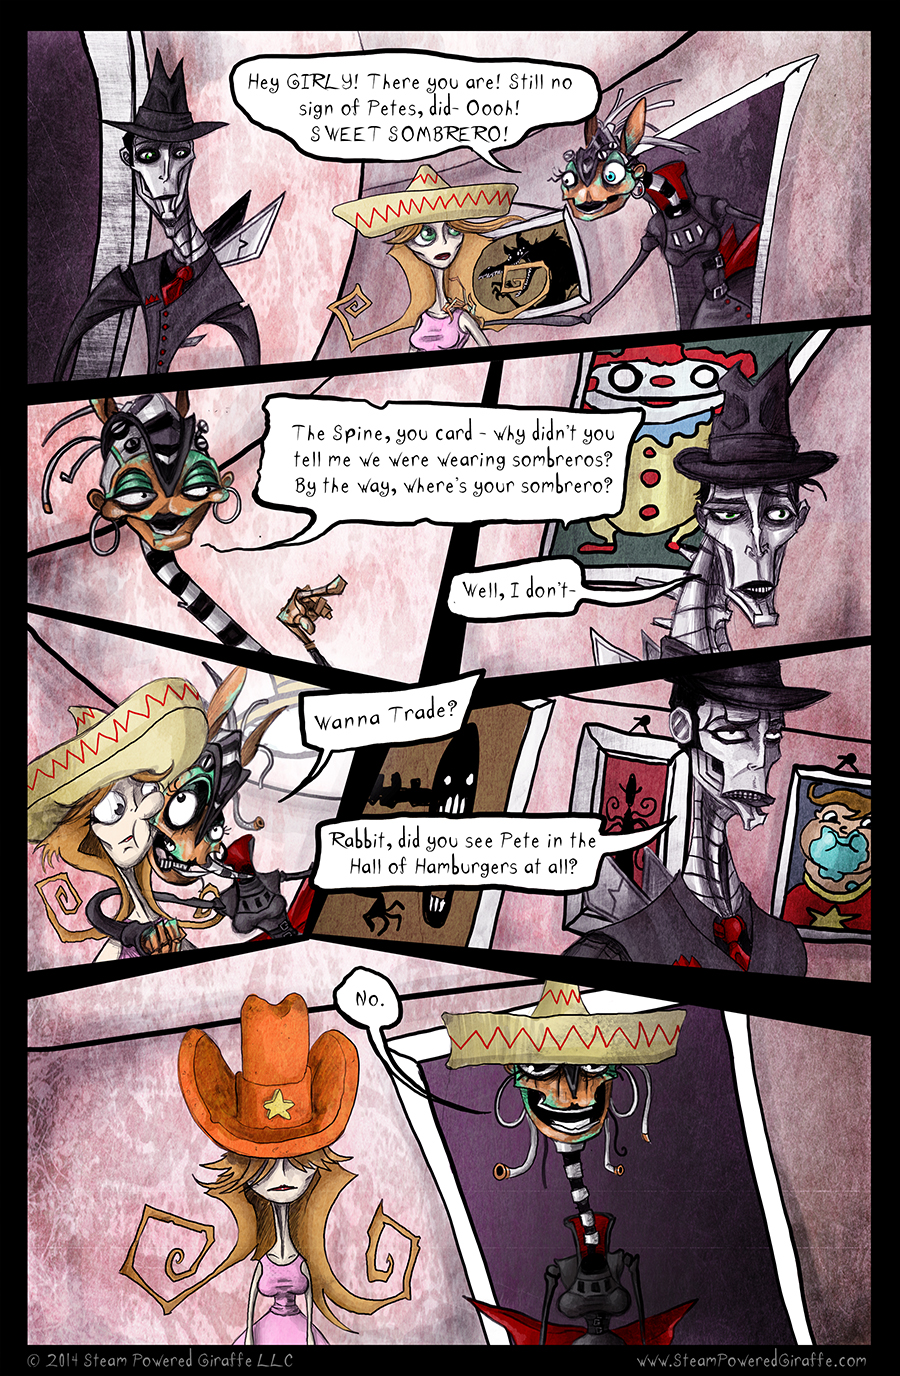 Hey GIRLY! There you are! Still no
sign of Petes, did- Oooh!
SWEET SOMBRERO!
The Spine, you card - why didn't you
tell me we were wearing sombreros?
By the way, where's your sombrero?
Well, I don't-
Wanna Trade?
Rabbit, did you see Pete in the
Hall of Hamburgers at all?
No.
© 2014 Steam Powered Giraffe LLC
www.SteamPoweredGiraffe.com